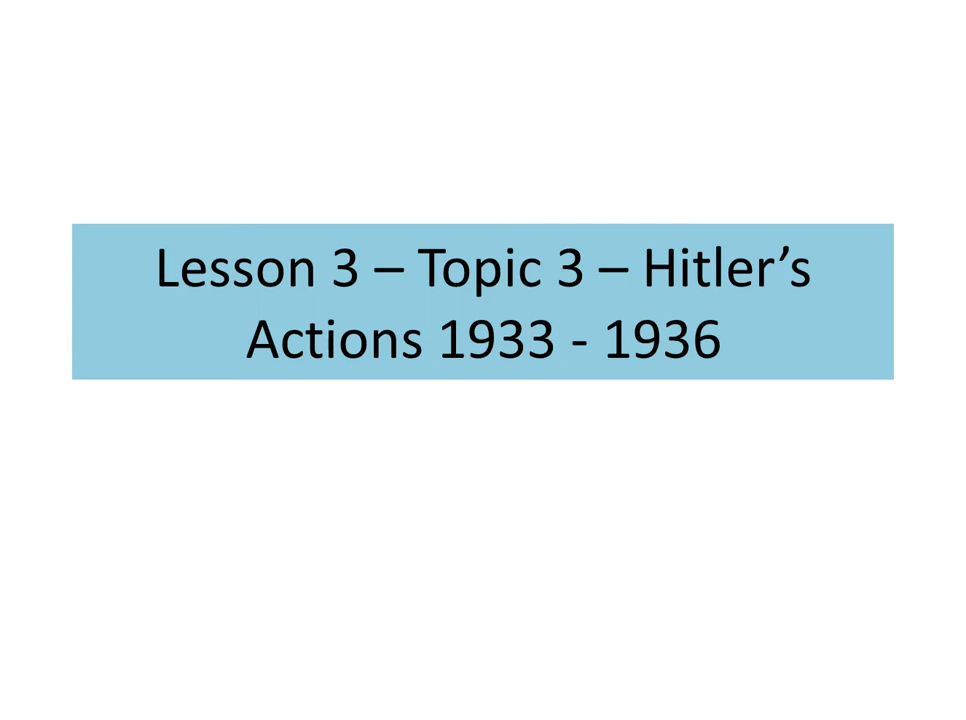 Lesson 3 – Topic 3 – Hitler’s
Actions 1933 - 1936